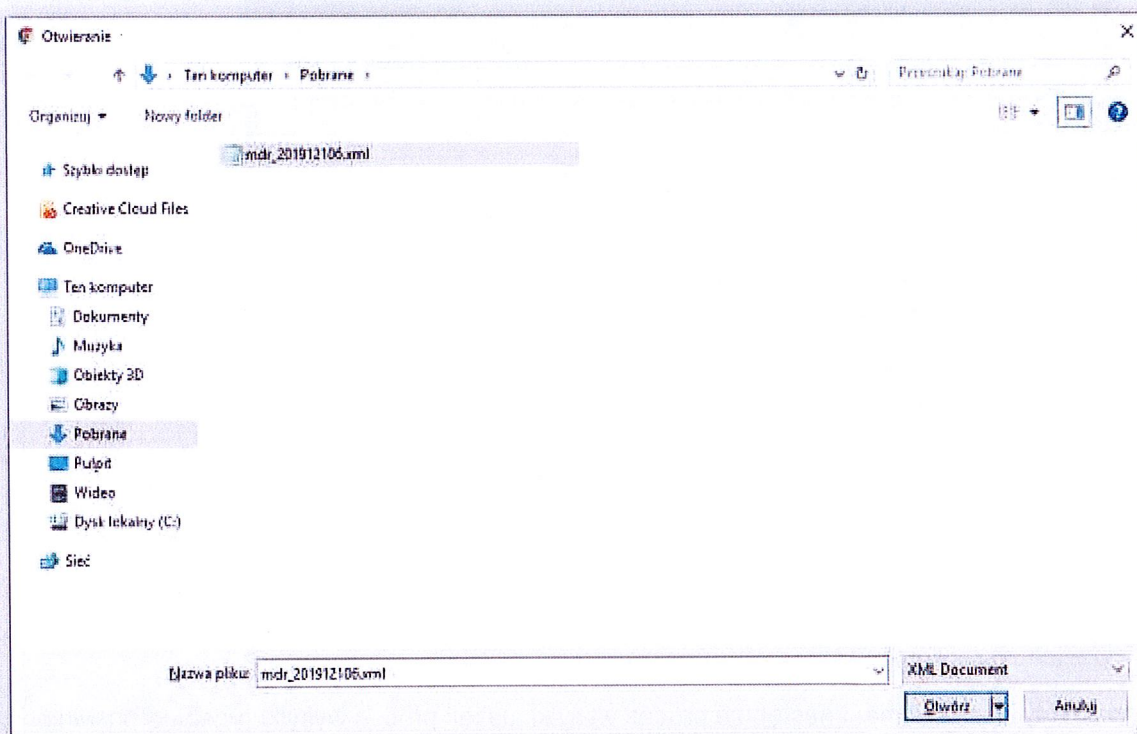 Otwieranie
Ten komputer › Pobrane ›
Przeszukaj: Pobrane
Organizuj
Nowy folder
mdr_201912106.xml
Szybki dostęp
Creative Cloud Files
OneDrive
Ten komputer
Dokumenty
Muzyka
Obiekty 3D
Obrazy
Pobrane
Pulpit
Wideo
Dysk lokalny (C:)
Sieć
Nazwa pliku: mdr_201912106.xml
XML Document
Otwórz
Anuluj